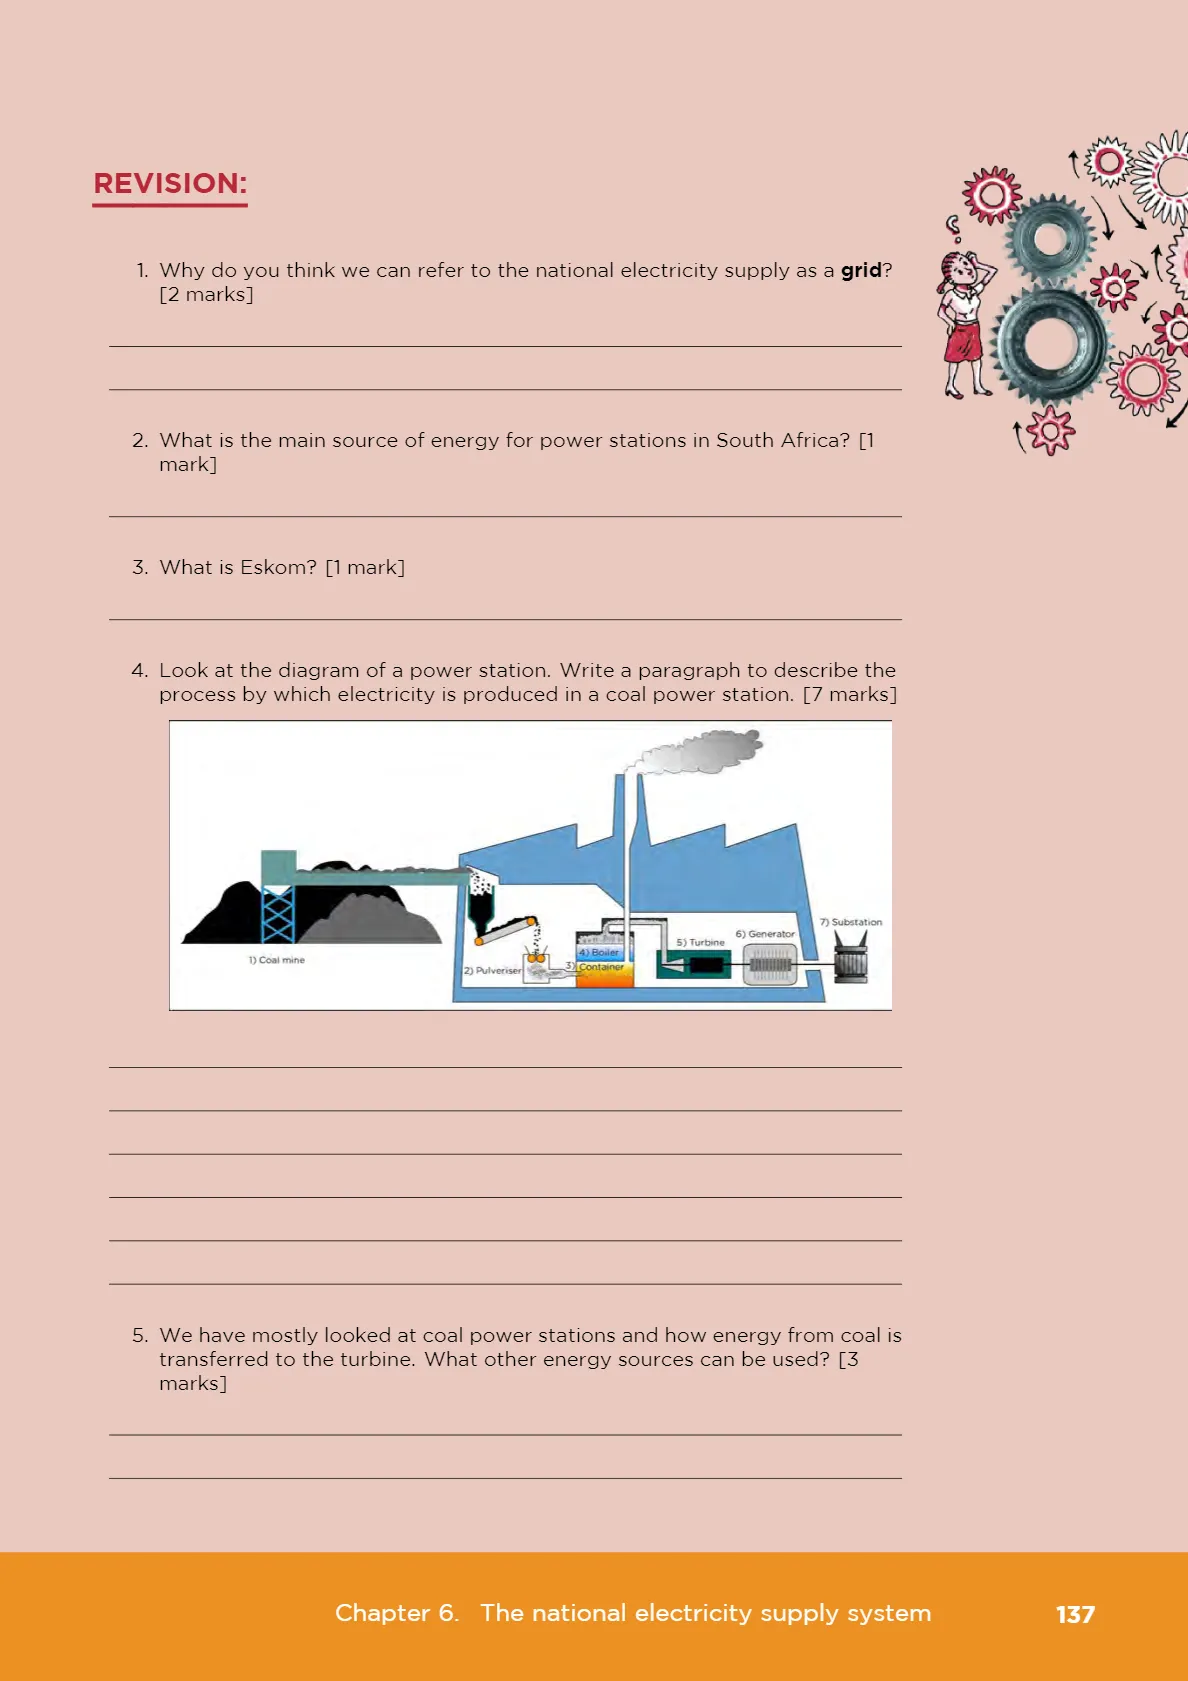 REVISION:
1. Why do you think we can refer to the national electricity supply as a grid?
[2 marks]
2. What is the main source of energy for power stations in South Africa? [1
mark]
3. What is Eskom? [1 mark]
4. Look at the diagram of a power station. Write a paragraph to describe the
process by which electricity is produced in a coal power station. [7 marks]
1) Coal mine
2) Pulveriser
3) Container
4) Boiler
5) Turbine
6) Generator
7) Substation
5. We have mostly looked at coal power stations and how energy from coal is
transferred to the turbine. What other energy sources can be used? [3
marks]
Chapter 6. The national electricity supply system 137